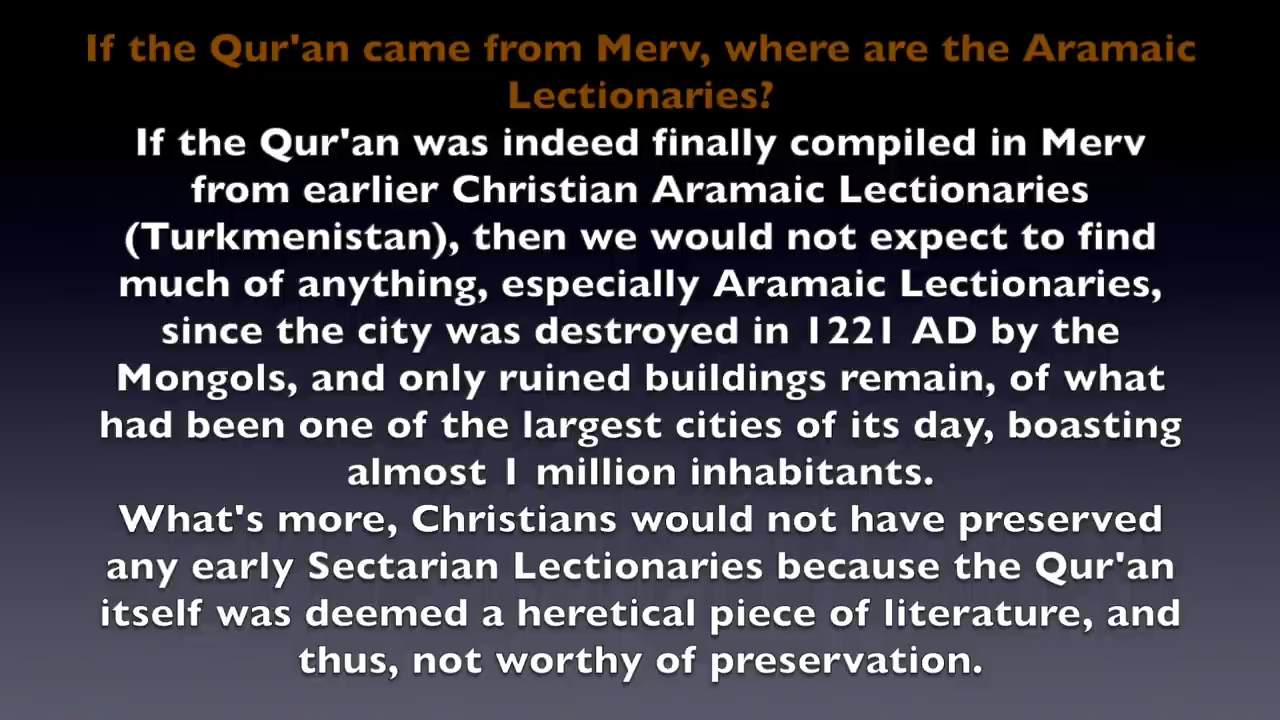 If the Qur'an came from Merv, where are the Aramaic
Lectionaries?
If the Qur'an was indeed finally compiled in Merv
from earlier Christian Aramaic Lectionaries
(Turkmenistan), then we would not expect to find
much of anything, especially Aramaic Lectionaries,
since the city was destroyed in 1221 AD by the
Mongols, and only ruined buildings remain, of what
had been one of the largest cities of its day, boasting
almost 1 million inhabitants.
What's more, Christians would not have preserved
any early Sectarian Lectionaries because the Qur'an
itself was deemed a heretical piece of literature, and
thus, not worthy of preservation.